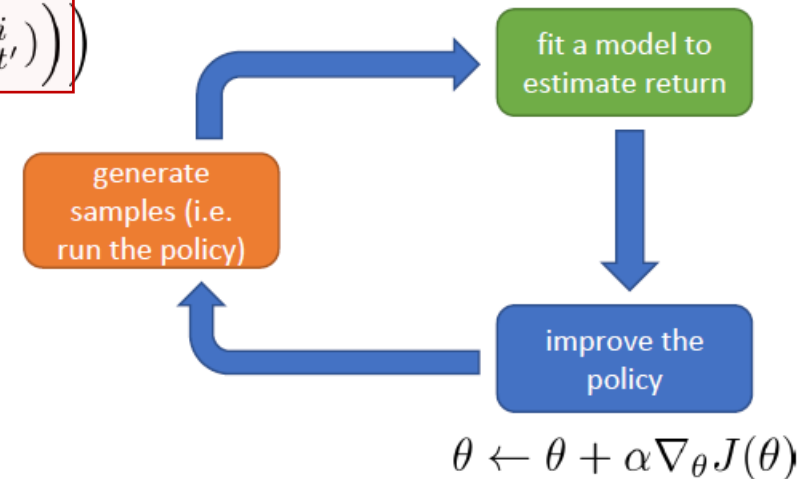 i
t′)))
fit a model to
estimate return
generate
samples (i.e.
run the policy)
improve the
policy
θ ← θ + α∇θJ(θ)